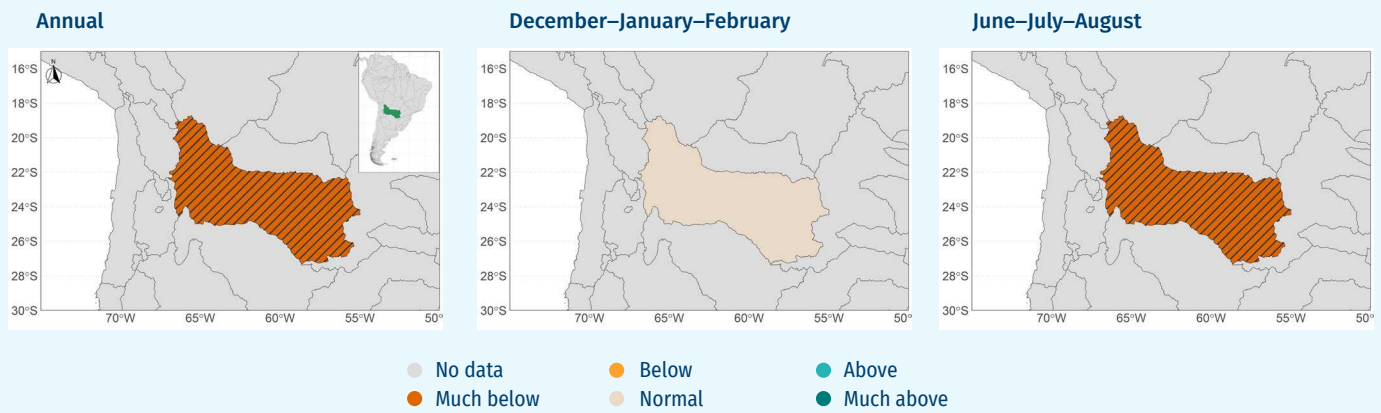 Annual
December–January–February
June–July–August
N
16°S
18°S
20°S
22°S
24°S
26°S
28°S
30°S
70°W
65°W
60°W
55°W
50°
16°S
18°S
20°S
22°S
24°S
26°S
28°S
30°S
70°W
65°W
60°W
55°W
50°
16°S
18°S
20°S
22°S
24°S
26°S
28°S
30°S
70°W
65°W
60°W
55°W
50°
No data
Below
Above
Much below
Normal
Much above